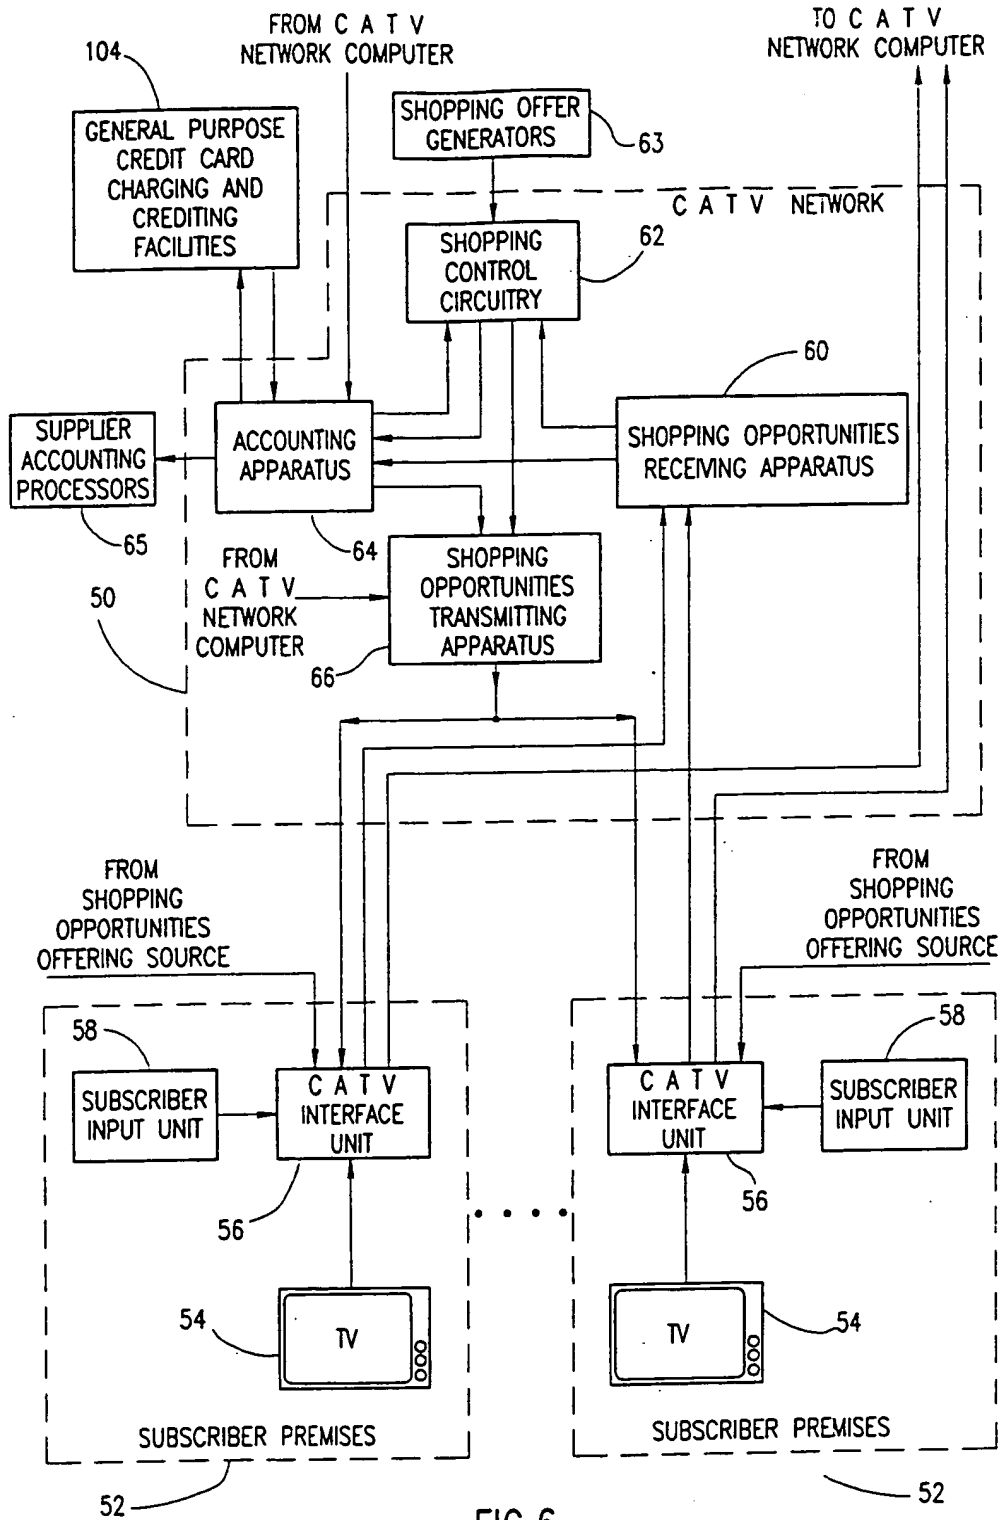 FROM C A T V
NETWORK COMPUTER
TO C A T V
NETWORK COMPUTER
104
GENERAL PURPOSE
CREDIT CARD
CHARGING AND
CREDITING
FACILITIES
SHOPPING OFFER
GENERATORS
63
C A T V NETWORK
SHOPPING
CONTROL
CIRCUITRY
62
60
SUPPLIER
ACCOUNTING
PROCESSORS
65
ACCOUNTING
APPARATUS
64
SHOPPING OPPORTUNITIES
RECEIVING APPARATUS
50
FROM
C A T V
NETWORK
COMPUTER
SHOPPING
OPPORTUNITIES
TRANSMITTING
APPARATUS
66
FROM
SHOPPING
OPPORTUNITIES
OFFERING SOURCE
FROM
SHOPPING
OPPORTUNITIES
OFFERING SOURCE
58
SUBSCRIBER
INPUT UNIT
C A T V
INTERFACE
UNIT
56
C A T V
INTERFACE
UNIT
56
58
SUBSCRIBER
INPUT UNIT
54
TV
TV
54
SUBSCRIBER PREMISES
52
SUBSCRIBER PREMISES
52
FIG 6